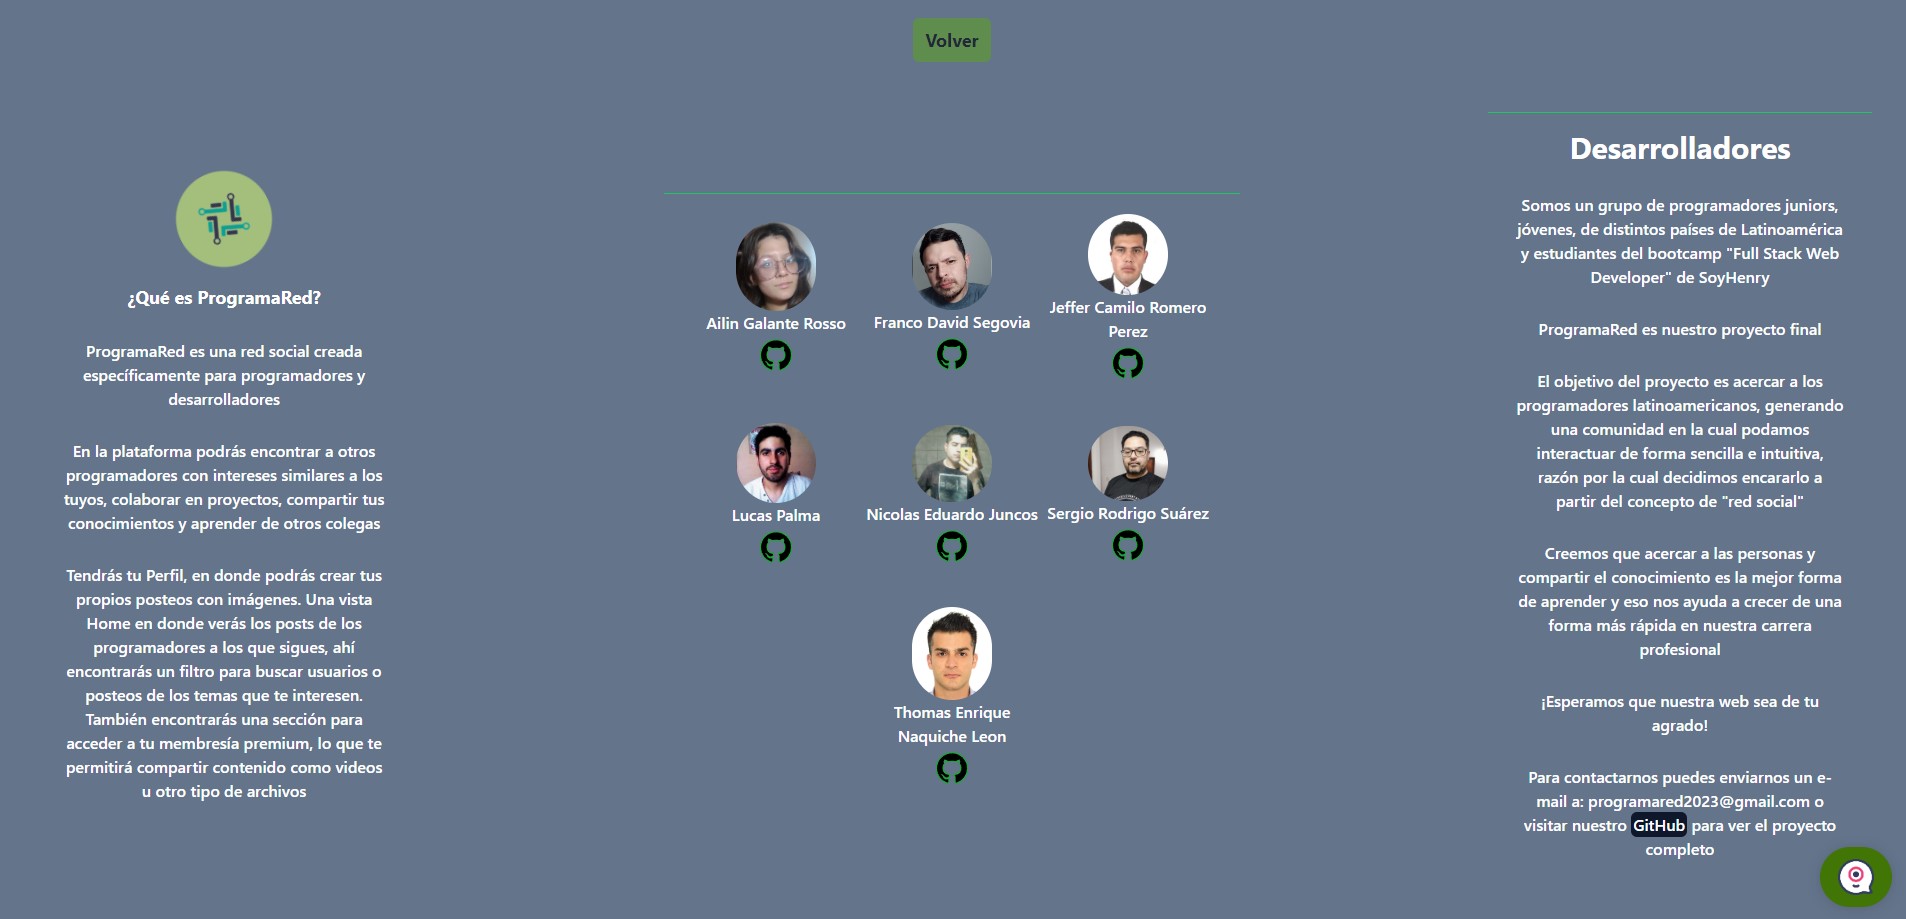 Volver
¿Qué es ProgramaRed?
ProgramaRed es una red social creada
específicamente para programadores y
desarrolladores
En la plataforma podrás encontrar a otros
programadores con intereses similares a los
tuyos, colaborar en proyectos, compartir tus
conocimientos y aprender de otros colegas
Tendrás tu Perfil, en donde podrás crear tus
propios posteos con imágenes. Una vista
Home en donde verás los posts de los
programadores a los que sigues, ahí
encontrarás un filtro para buscar usuarios o
posteos de los temas que te interesen.
También encontrarás una sección para
acceder a tu membresía premium, lo que te
permitirá compartir contenido como videos
u otro tipo de archivos
Ailin Galante Rosso
Franco David Segovia
Jeffer Camilo Romero
Perez
Lucas Palma
Nicolas Eduardo Juncos
Sergio Rodrigo Suárez
Thomas Enrique
Naquiche Leon
Desarrolladores
Somos un grupo de programadores juniors,
jóvenes, de distintos países de Latinoamérica
y estudiantes del bootcamp "Full Stack Web
Developer" de SoyHenry
ProgramaRed es nuestro proyecto final
El objetivo del proyecto es acercar a los
programadores latinoamericanos, generando
una comunidad en la cual podamos
interactuar de forma sencilla e intuitiva,
razón por la cual decidimos encararlo a
partir del concepto de "red social"
Creemos que acercar a las personas y
compartir el conocimiento es la mejor forma
de aprender y eso nos ayuda a crecer de una
forma más rápida en nuestra carrera
profesional
¡Esperamos que nuestra web sea de tu
agrado!
Para contactarnos puedes enviarnos un e-
mail a: programared2023@gmail.com o
visitar nuestro GitHub para ver el proyecto
completo